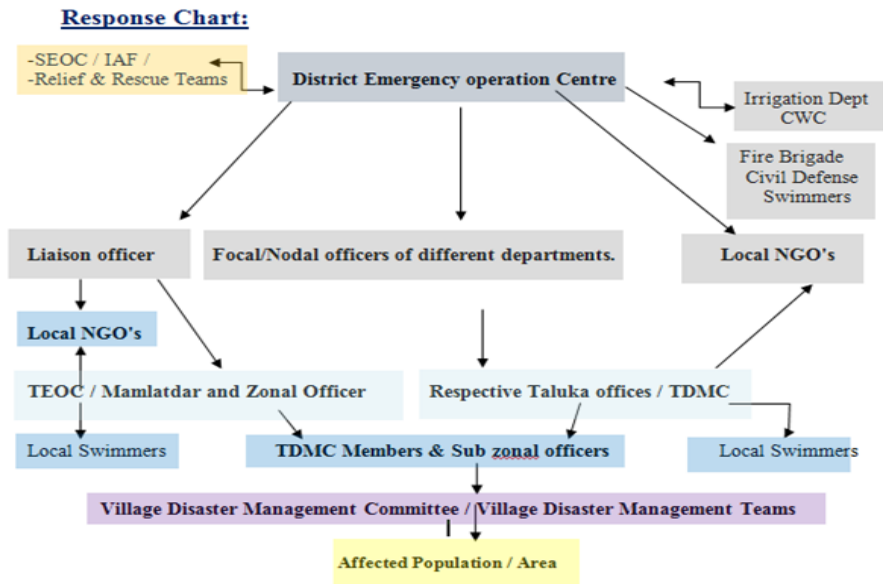 Response Chart:
-SEOC / IAF /
-Relief & Rescue Teams
District Emergency operation Centre
Irrigation Dept
CWC
Fire Brigade
Civil Defense
Swimmers
Liaison officer
Focal/Nodal officers of different departments.
Local NGO's
Local NGO's
TEOC / Mamlatdar and Zonal Officer
Respective Taluka offices / TDMC
Local Swimmers
TDMC Members & Sub zonal officers
Local Swimmers
Village Disaster Management Committee / Village Disaster Management Teams
Affected Population / Area